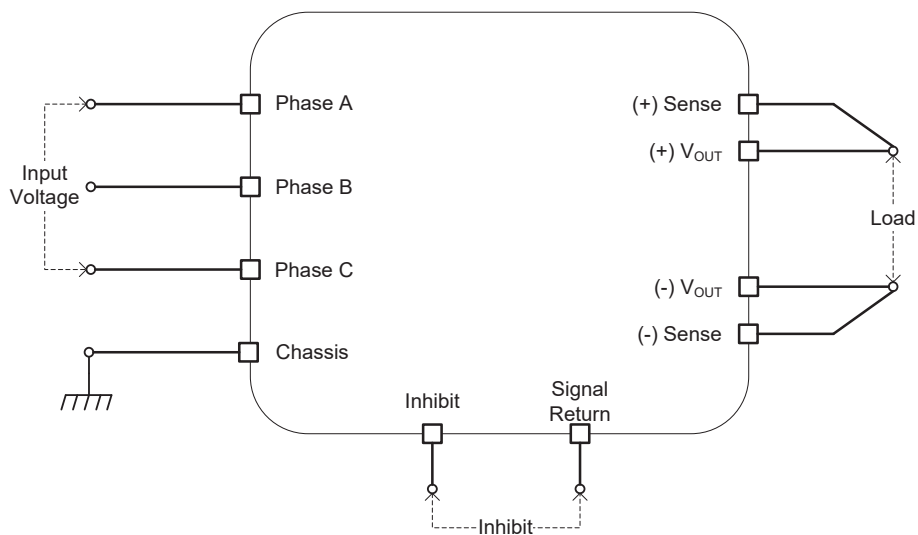 Phase A
Phase B
Phase C
Chassis
Input
Voltage
(+) Sense
(+) VOUT
(-) VOUT
(-) Sense
Load
Inhibit
Signal
Return
Inhibit